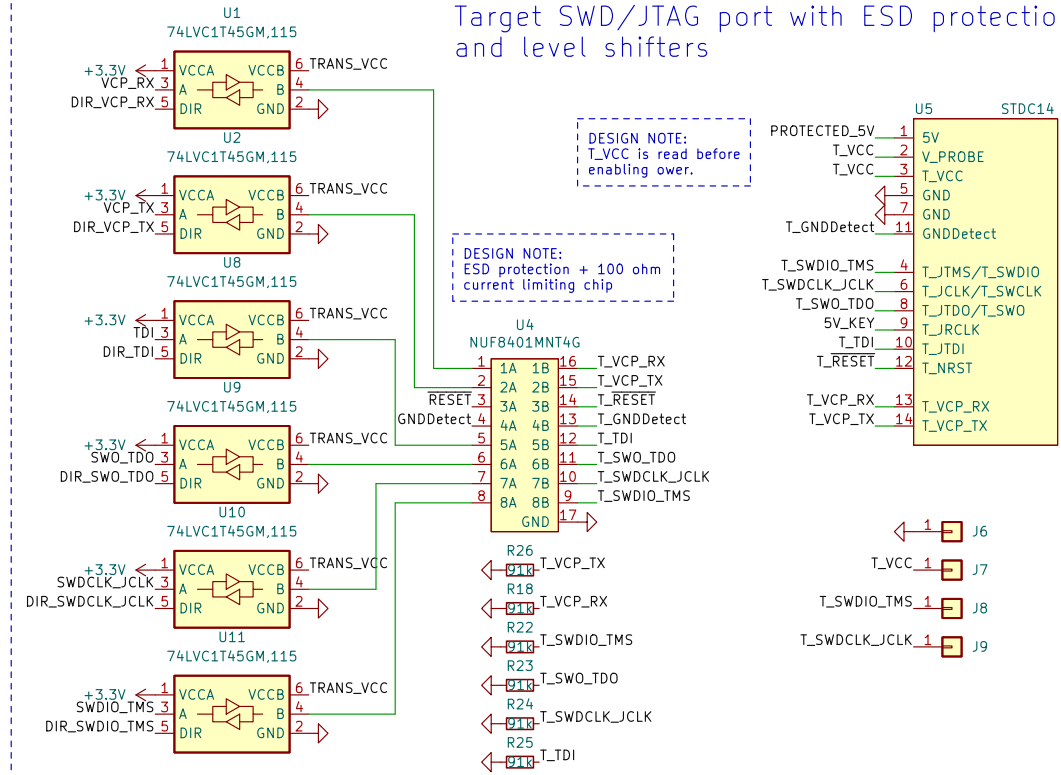 Target SWD/JTAG port with ESD protectio
and level shifters
U1
74LVC1T45GM,115
+3.3V 1 VCCA VCCB 6 TRANS_VCC
VCP_RX 3 A B 4
DIR_VCP_RX 5 DIR GND 2
U2
74LVC1T45GM,115
+3.3V 1 VCCA VCCB 6 TRANS_VCC
VCP_TX 3 A B 4
DIR_VCP_TX 5 DIR GND 2
U8
74LVC1T45GM,115
+3.3V 1 VCCA VCCB 6 TRANS_VCC
TDI 3 A B 4
DIR_TDI 5 DIR GND 2
U9
74LVC1T45GM,115
+3.3V 1 VCCA VCCB 6 TRANS_VCC
SWO_TDO 3 A B 4
DIR_SWO_TDO 5 DIR GND 2
U10
74LVC1T45GM,115
+3.3V 1 VCCA VCCB 6 TRANS_VCC
SWDCLK_JCLK 3 A B 4
DIR_SWDCLK_JCLK 5 DIR GND 2
U11
74LVC1T45GM,115
+3.3V 1 VCCA VCCB 6 TRANS_VCC
SWDIO_TMS 3 A B 4
DIR_SWDIO_TMS 5 DIR GND 2
DESIGN NOTE:
T_VCC is read before
enabling ower.
DESIGN NOTE:
ESD protection + 100 ohm
current limiting chip
U4
NUF8401MNT4G
1 1A 1B 16 T_VCP_RX
2 2A 2B 15 T_VCP_TX
RESET 3 3A 3B 14 T_RESET
GNDDetect 4 4A 4B 13 T_GNDDetect
5 5A 5B 12 T_TDI
6 6A 6B 11 T_SWO_TDO
7 7A 7B 10 T_SWDCLK_JCLK
8 8A 8B 9 T_SWDIO_TMS
GND 17
R26
91k T_VCP_TX
R18
91k T_VCP_RX
R22
91k T_SWDIO_TMS
R23
91k T_SWO_TDO
R24
91k T_SWDCLK_JCLK
R25
91k T_TDI
U5 STDC14
PROTECTED_5V 1 5V
T_VCC 2 V_PROBE
T_VCC 3 T_VCC
5 GND
7 GND
T_GNDDetect 11 GNDDetect
T_SWDIO_TMS 4 T_JTMS/T_SWDIO
T_SWDCLK_JCLK 6 T_JCLK/T_SWCLK
T_SWO_TDO 8 T_JTDO/T_SWO
5V_KEY 9 T_JRCLK
T_TDI 10 T_JTDI
T_RESET 12 T_NRST
T_VCP_RX 13 T_VCP_RX
T_VCP_TX 14 T_VCP_TX
1 J6
T_VCC 1 J7
T_SWDIO_TMS 1 J8
T_SWDCLK_JCLK 1 J9